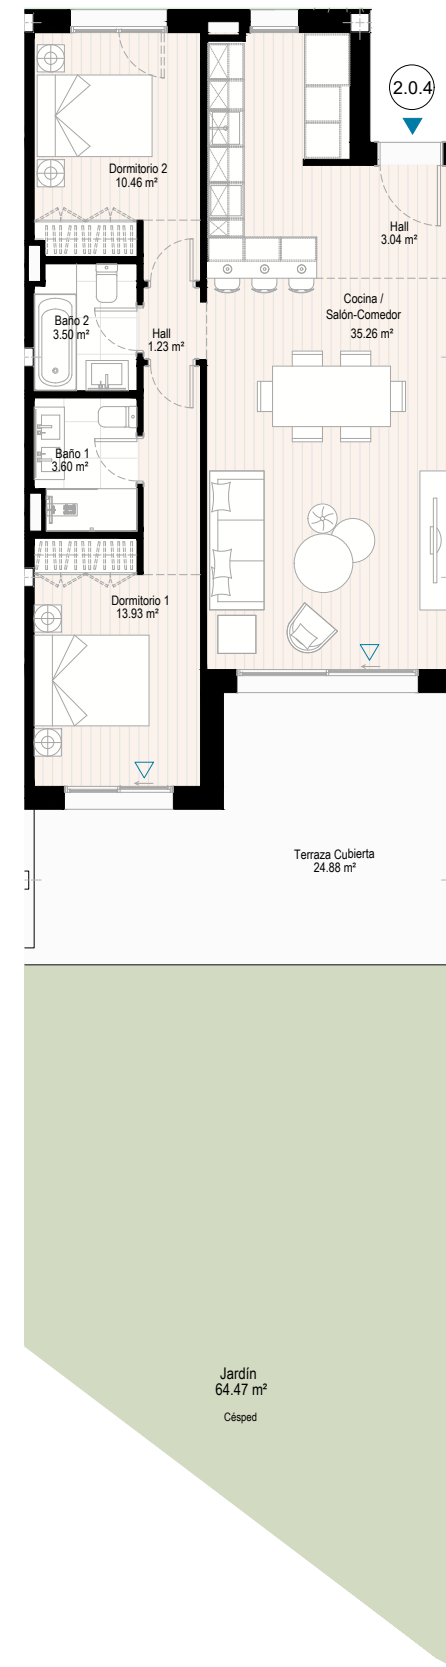 2.0.4
Dormitorio 2
10.46 m²
Hall
3.04 m²
Cocina /
Salón-Comedor
35.26 m²
Baño 2
3.50 m²
Hall
1.23 m²
Baño 1
3.60 m²
Dormitorio 1
13.93 m²
Terraza Cubierta
24.88 m²
Jardín
64.47 m²
Césped